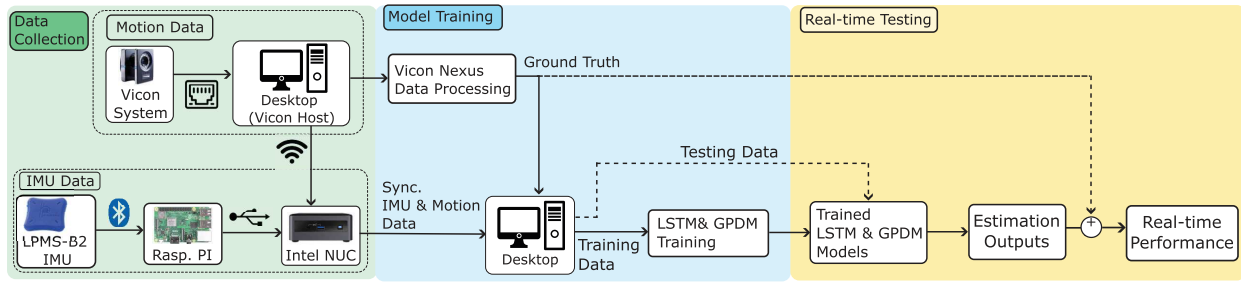 Data
Collection
Motion Data
Vicon
System
Desktop
(Vicon Host)
IMU Data
LPMS-B2
IMU
Rasp. PI
Intel NUC
Model Training
Vicon Nexus
Data Processing
Ground Truth
Testing Data
Sync.
IMU & Motion
Data
Desktop
Training
Data
LSTM& GPDM
Training
Real-time Testing
Trained
LSTM & GPDM
Models
Estimation
Outputs
+
Real-time
Performance